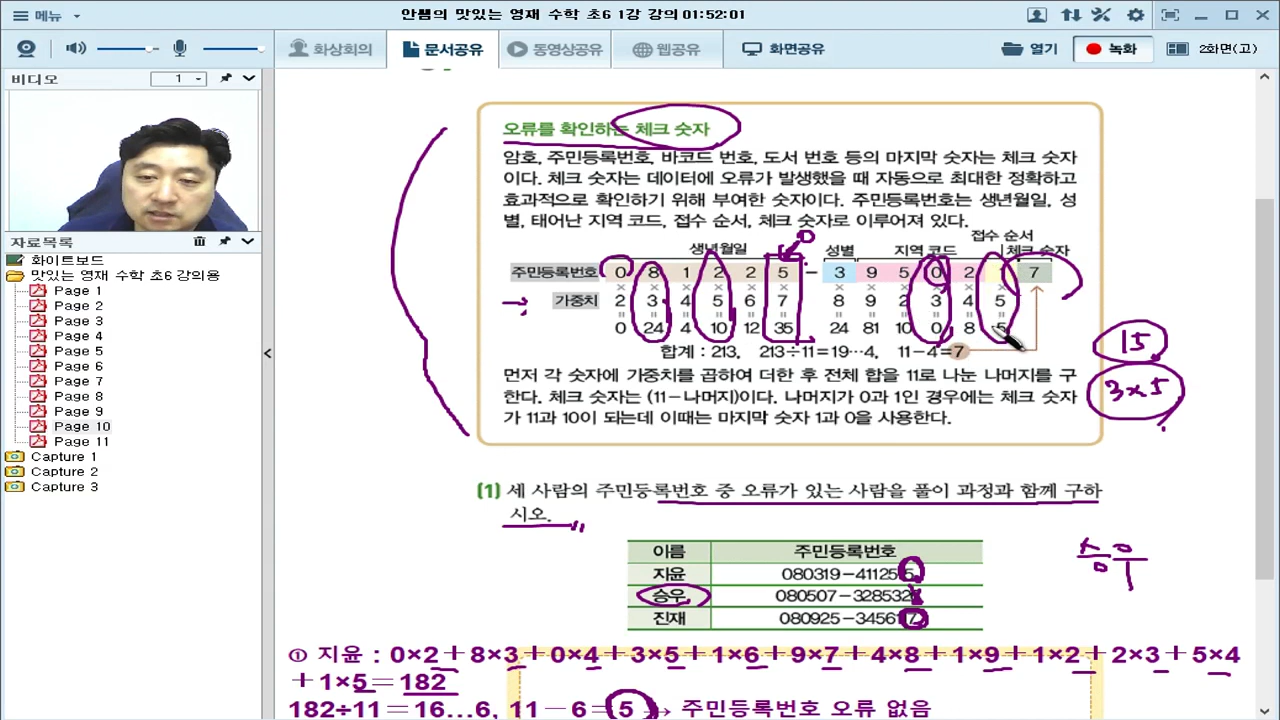 메뉴
안쌤의 맛있는 영재 수학 초6 1강 강의 01:52:01
화상회의 문서공유 동영상공유 웹공유 화면공유 열기 녹화 2화면(고)
비디오 1
자료목록
화이트보드
맛있는 영재 수학 초6 강의용
Page 1
Page 2
Page 3
Page 4
Page 5
Page 6
Page 7
Page 8
Page 9
Page 10
Page 11
Capture 1
Capture 2
Capture 3
오류를 확인하는 체크 숫자
암호, 주민등록번호, 바코드 번호, 도서 번호 등의 마지막 숫자는 체크 숫자
이다. 체크 숫자는 데이터에 오류가 발생했을 때 자동으로 최대한 정확하고
효과적으로 확인하기 위해 부여한 숫자이다. 주민등록번호는 생년월일, 성
별, 태어난 지역 코드, 접수 순서, 체크 숫자로 이루어져 있다.
접수 순서
생년월일 성별 지역 코드 체크 숫자
0
주민등록번호 0 8 1 2 2 5 - 3 9 5 0 2 1 7
× × × × × × × × × × × ×
가중치 2 3 4 5 6 7 8 9 2 3 4 5
= = = = = = = = = = = =
0 24 4 10 12 35 24 81 10 0 8 5
합계 : 213, 213÷11=19…4, 11-4=7
15
3×5
먼저 각 숫자에 가중치를 곱하여 더한 후 전체 합을 11로 나눈 나머지를 구
한다. 체크 숫자는 (11-나머지)이다. 나머지가 0과 1인 경우에는 체크 숫자
가 11과 10이 되는데 이때는 마지막 숫자 1과 0을 사용한다.
(1) 세 사람의 주민등록번호 중 오류가 있는 사람을 풀이 과정과 함께 구하
시오.
승우
이름 주민등록번호
지윤 080319-4112515
승우 080507-328532
진재 080925-3456117
① 지윤 : 0×2+8×3+0×4+3×5+1×6+9×7+4×8+1×9+1×2+2×3+5×4
+1×5=182
182÷11=16...6, 11-6=5 → 주민등록번호 오류 없음